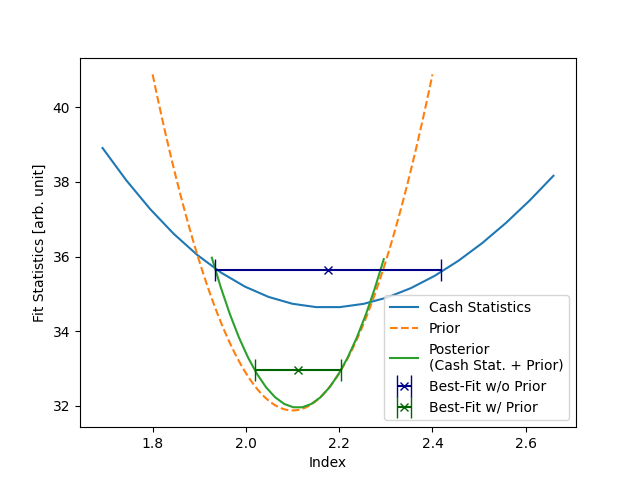 40
38
36
34
32
Fit Statistics [arb. unit]
1.8
2.0
2.2
2.4
2.6
Index
Cash Statistics
Prior
Posterior
(Cash Stat. + Prior)
Best-Fit w/o Prior
Best-Fit w/ Prior